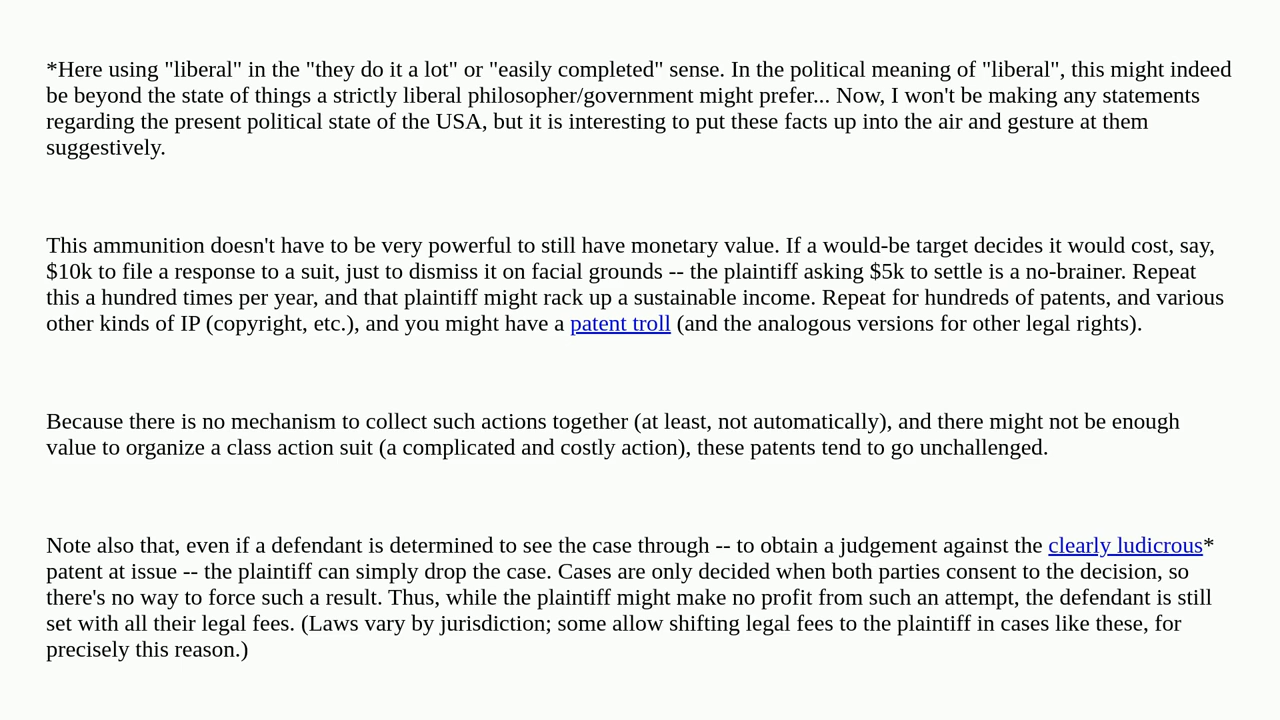 *Here using "liberal" in the "they do it a lot" or "easily completed" sense. In the political meaning of "liberal", this might indeed
be beyond the state of things a strictly liberal philosopher/government might prefer... Now, I won't be making any statements
regarding the present political state of the USA, but it is interesting to put these facts up into the air and gesture at them
suggestively.
This ammunition doesn't have to be very powerful to still have monetary value. If a would-be target decides it would cost, say,
$10k to file a response to a suit, just to dismiss it on facial grounds -- the plaintiff asking $5k to settle is a no-brainer. Repeat
this a hundred times per year, and that plaintiff might rack up a sustainable income. Repeat for hundreds of patents, and various
other kinds of IP (copyright, etc.), and you might have a patent troll (and the analogous versions for other legal rights).
Because there is no mechanism to collect such actions together (at least, not automatically), and there might not be enough
value to organize a class action suit (a complicated and costly action), these patents tend to go unchallenged.
Note also that, even if a defendant is determined to see the case through -- to obtain a judgement against the clearly ludicrous*
patent at issue -- the plaintiff can simply drop the case. Cases are only decided when both parties consent to the decision, so
there's no way to force such a result. Thus, while the plaintiff might make no profit from such an attempt, the defendant is still
set with all their legal fees. (Laws vary by jurisdiction; some allow shifting legal fees to the plaintiff in cases like these, for
precisely this reason.)